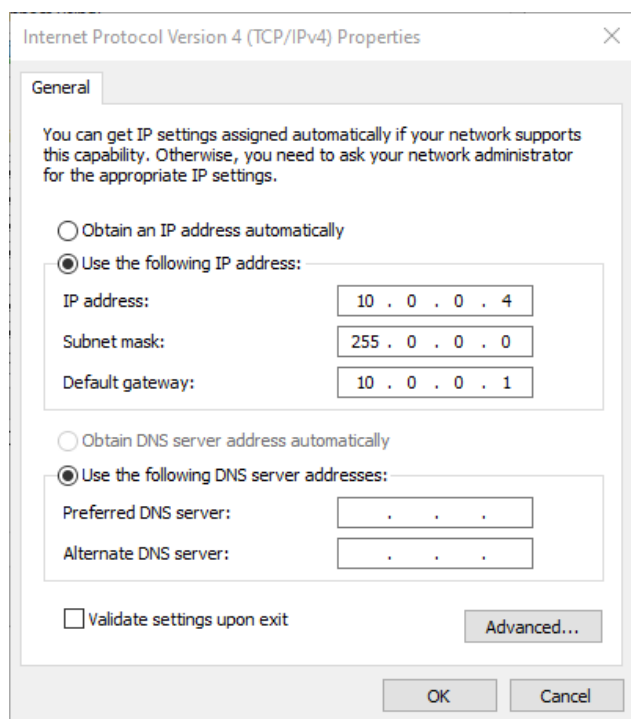 Internet Protocol Version 4 (TCP/IPv4) Properties
General
You can get IP settings assigned automatically if your network supports
this capability. Otherwise, you need to ask your network administrator
for the appropriate IP settings.
Obtain an IP address automatically
Use the following IP address:
IP address: 10 . 0 . 0 . 4
Subnet mask: 255 . 0 . 0 . 0
Default gateway: 10 . 0 . 0 . 1
Obtain DNS server address automatically
Use the following DNS server addresses:
Preferred DNS server: . . .
Alternate DNS server: . . .
Validate settings upon exit
Advanced...
OK Cancel